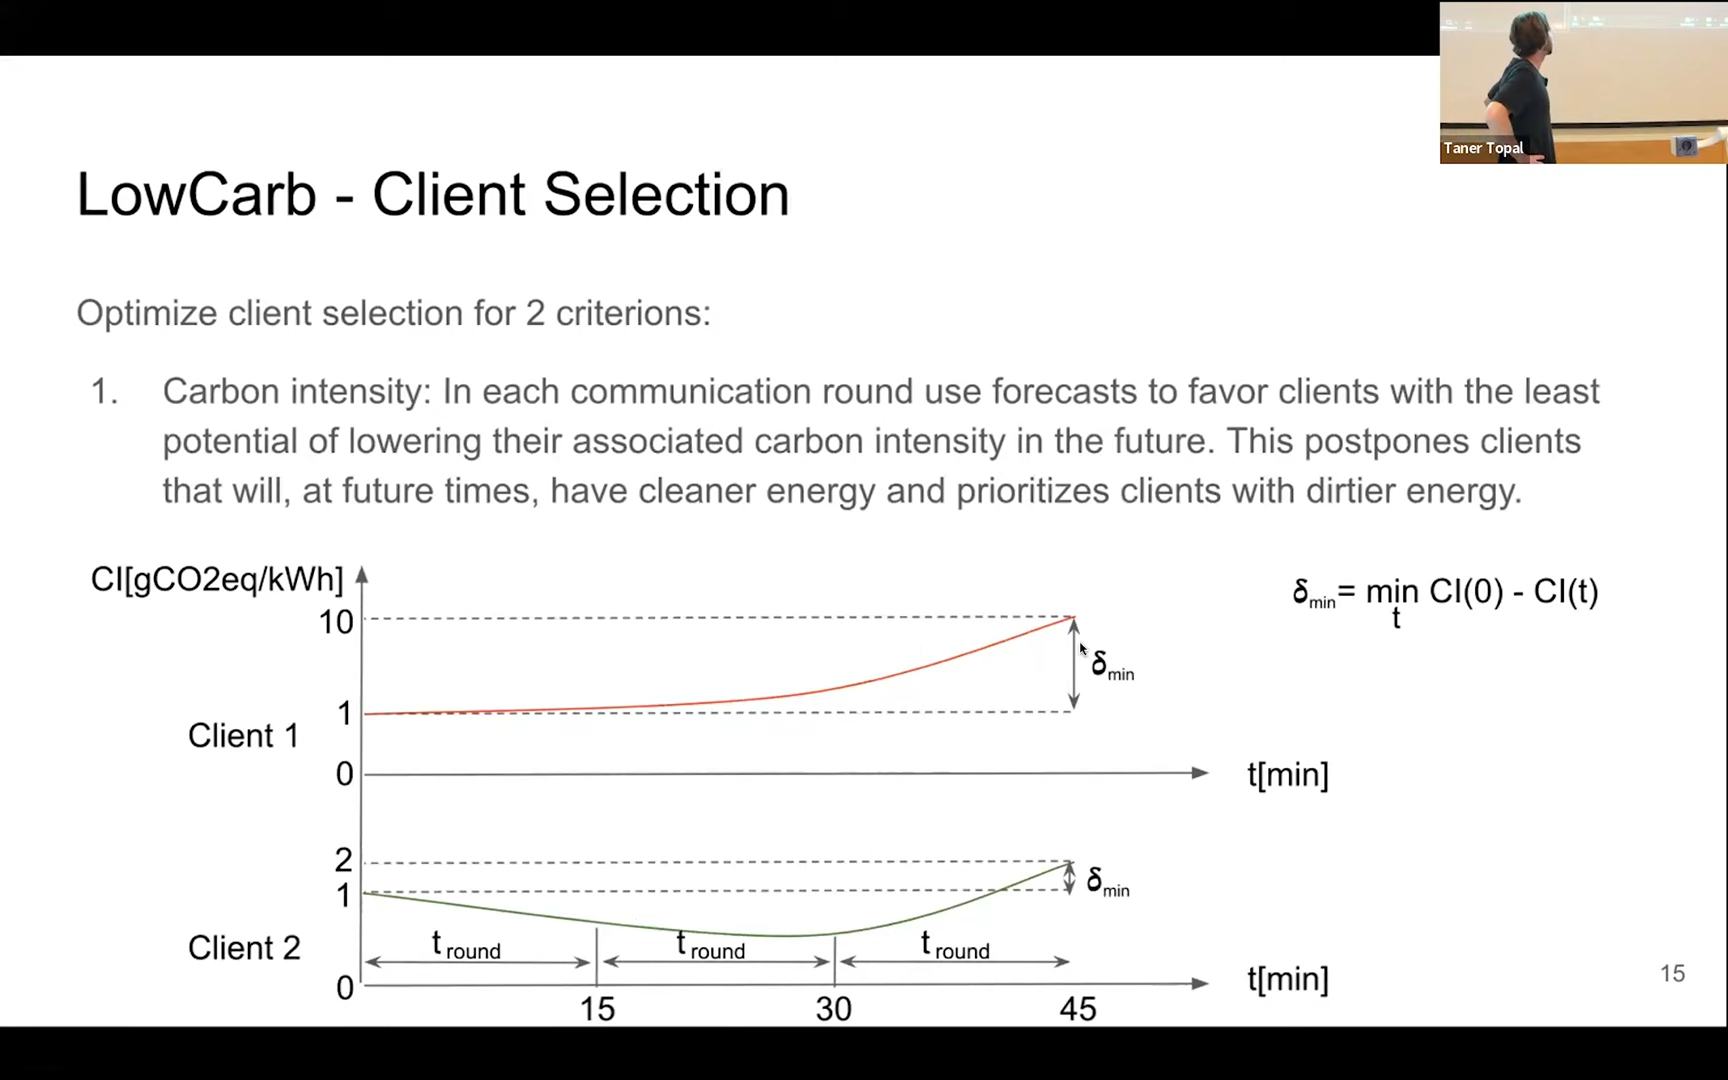 Taner Topal
LowCarb - Client Selection
Optimize client selection for 2 criterions:
1. Carbon intensity: In each communication round use forecasts to favor clients with the least
potential of lowering their associated carbon intensity in the future. This postpones clients
that will, at future times, have cleaner energy and prioritizes clients with dirtier energy.
CI[gCO2eq/kWh]
δmin= min CI(0) - CI(t)
t
10
δmin
1
Client 1
0
t[min]
2
1
δmin
Client 2
tround
tround
tround
0
t[min]
15
30
45
15